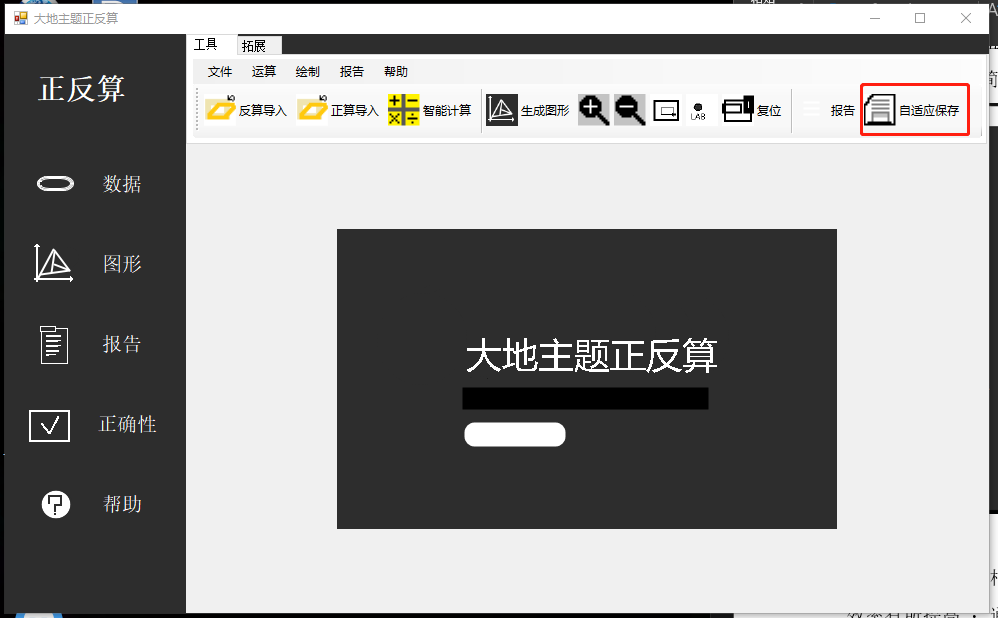 大地主题正反算
正反算
工具 拓展
文件 运算 绘制 报告 帮助
反算导入 正算导入 智能计算 生成图形 LAB 复位 报告 自适应保存
数据
图形
报告
正确性
帮助
大地主题正反算